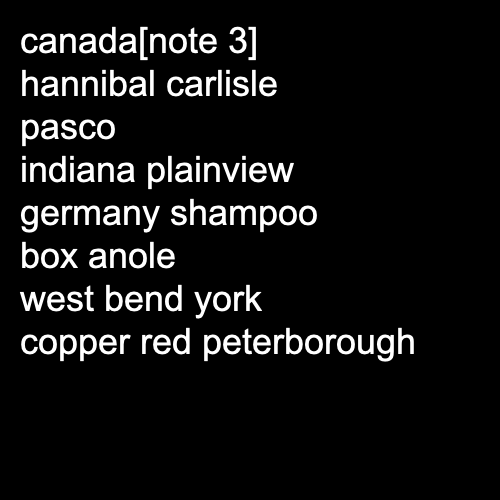 canada[note 3]
hannibal carlisle
pasco
indiana plainview
germany shampoo
box anole
west bend york
copper red peterborough